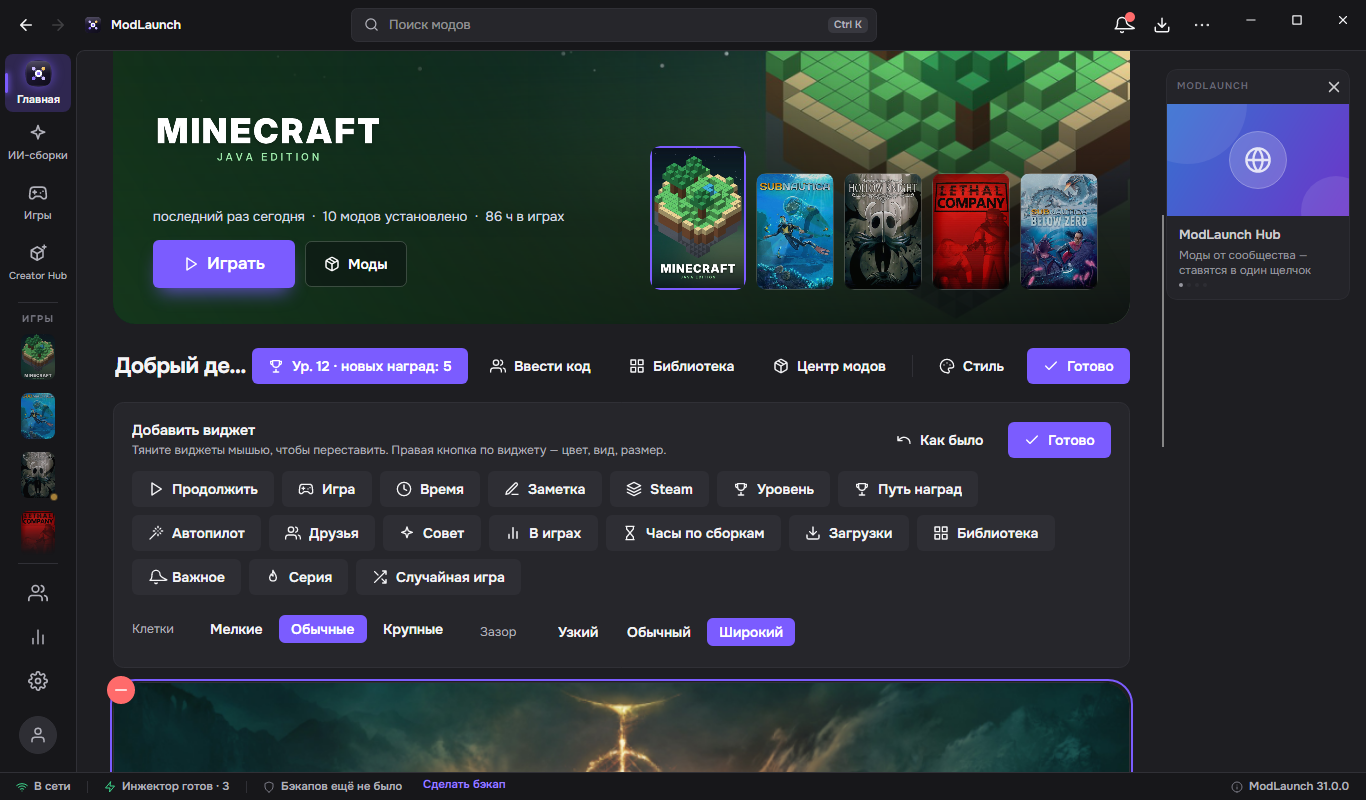 ModLaunch
Поиск модов
Ctrl K
Главная
ИИ-сборки
Игры
Creator Hub
ИГРЫ
MINECRAFT
JAVA EDITION
последний раз сегодня · 10 модов установлено · 86 ч в играх
Играть
Моды
MINECRAFT
JAVA EDITION
SUBNAUTICA
HOLLOW KNIGHT
LETHAL
COMPANY
SUBNAUTICA
BELOW ZERO
MODLAUNCH
ModLaunch Hub
Моды от сообщества —
ставятся в один щелчок
Добрый де...
Ур. 12 · новых наград: 5
Ввести код
Библиотека
Центр модов
Стиль
Готово
Добавить виджет
Тяните виджеты мышью, чтобы переставить. Правая кнопка по виджету — цвет, вид, размер.
Как было
Готово
Продолжить
Игра
Время
Заметка
Steam
Уровень
Путь наград
Автопилот
Друзья
Совет
В играх
Часы по сборкам
Загрузки
Библиотека
Важное
Серия
Случайная игра
Клетки
Мелкие
Обычные
Крупные
Зазор
Узкий
Обычный
Широкий
В сети
Инжектор готов · 3
Бэкапов ещё не было
Сделать бэкап
ModLaunch 31.0.0